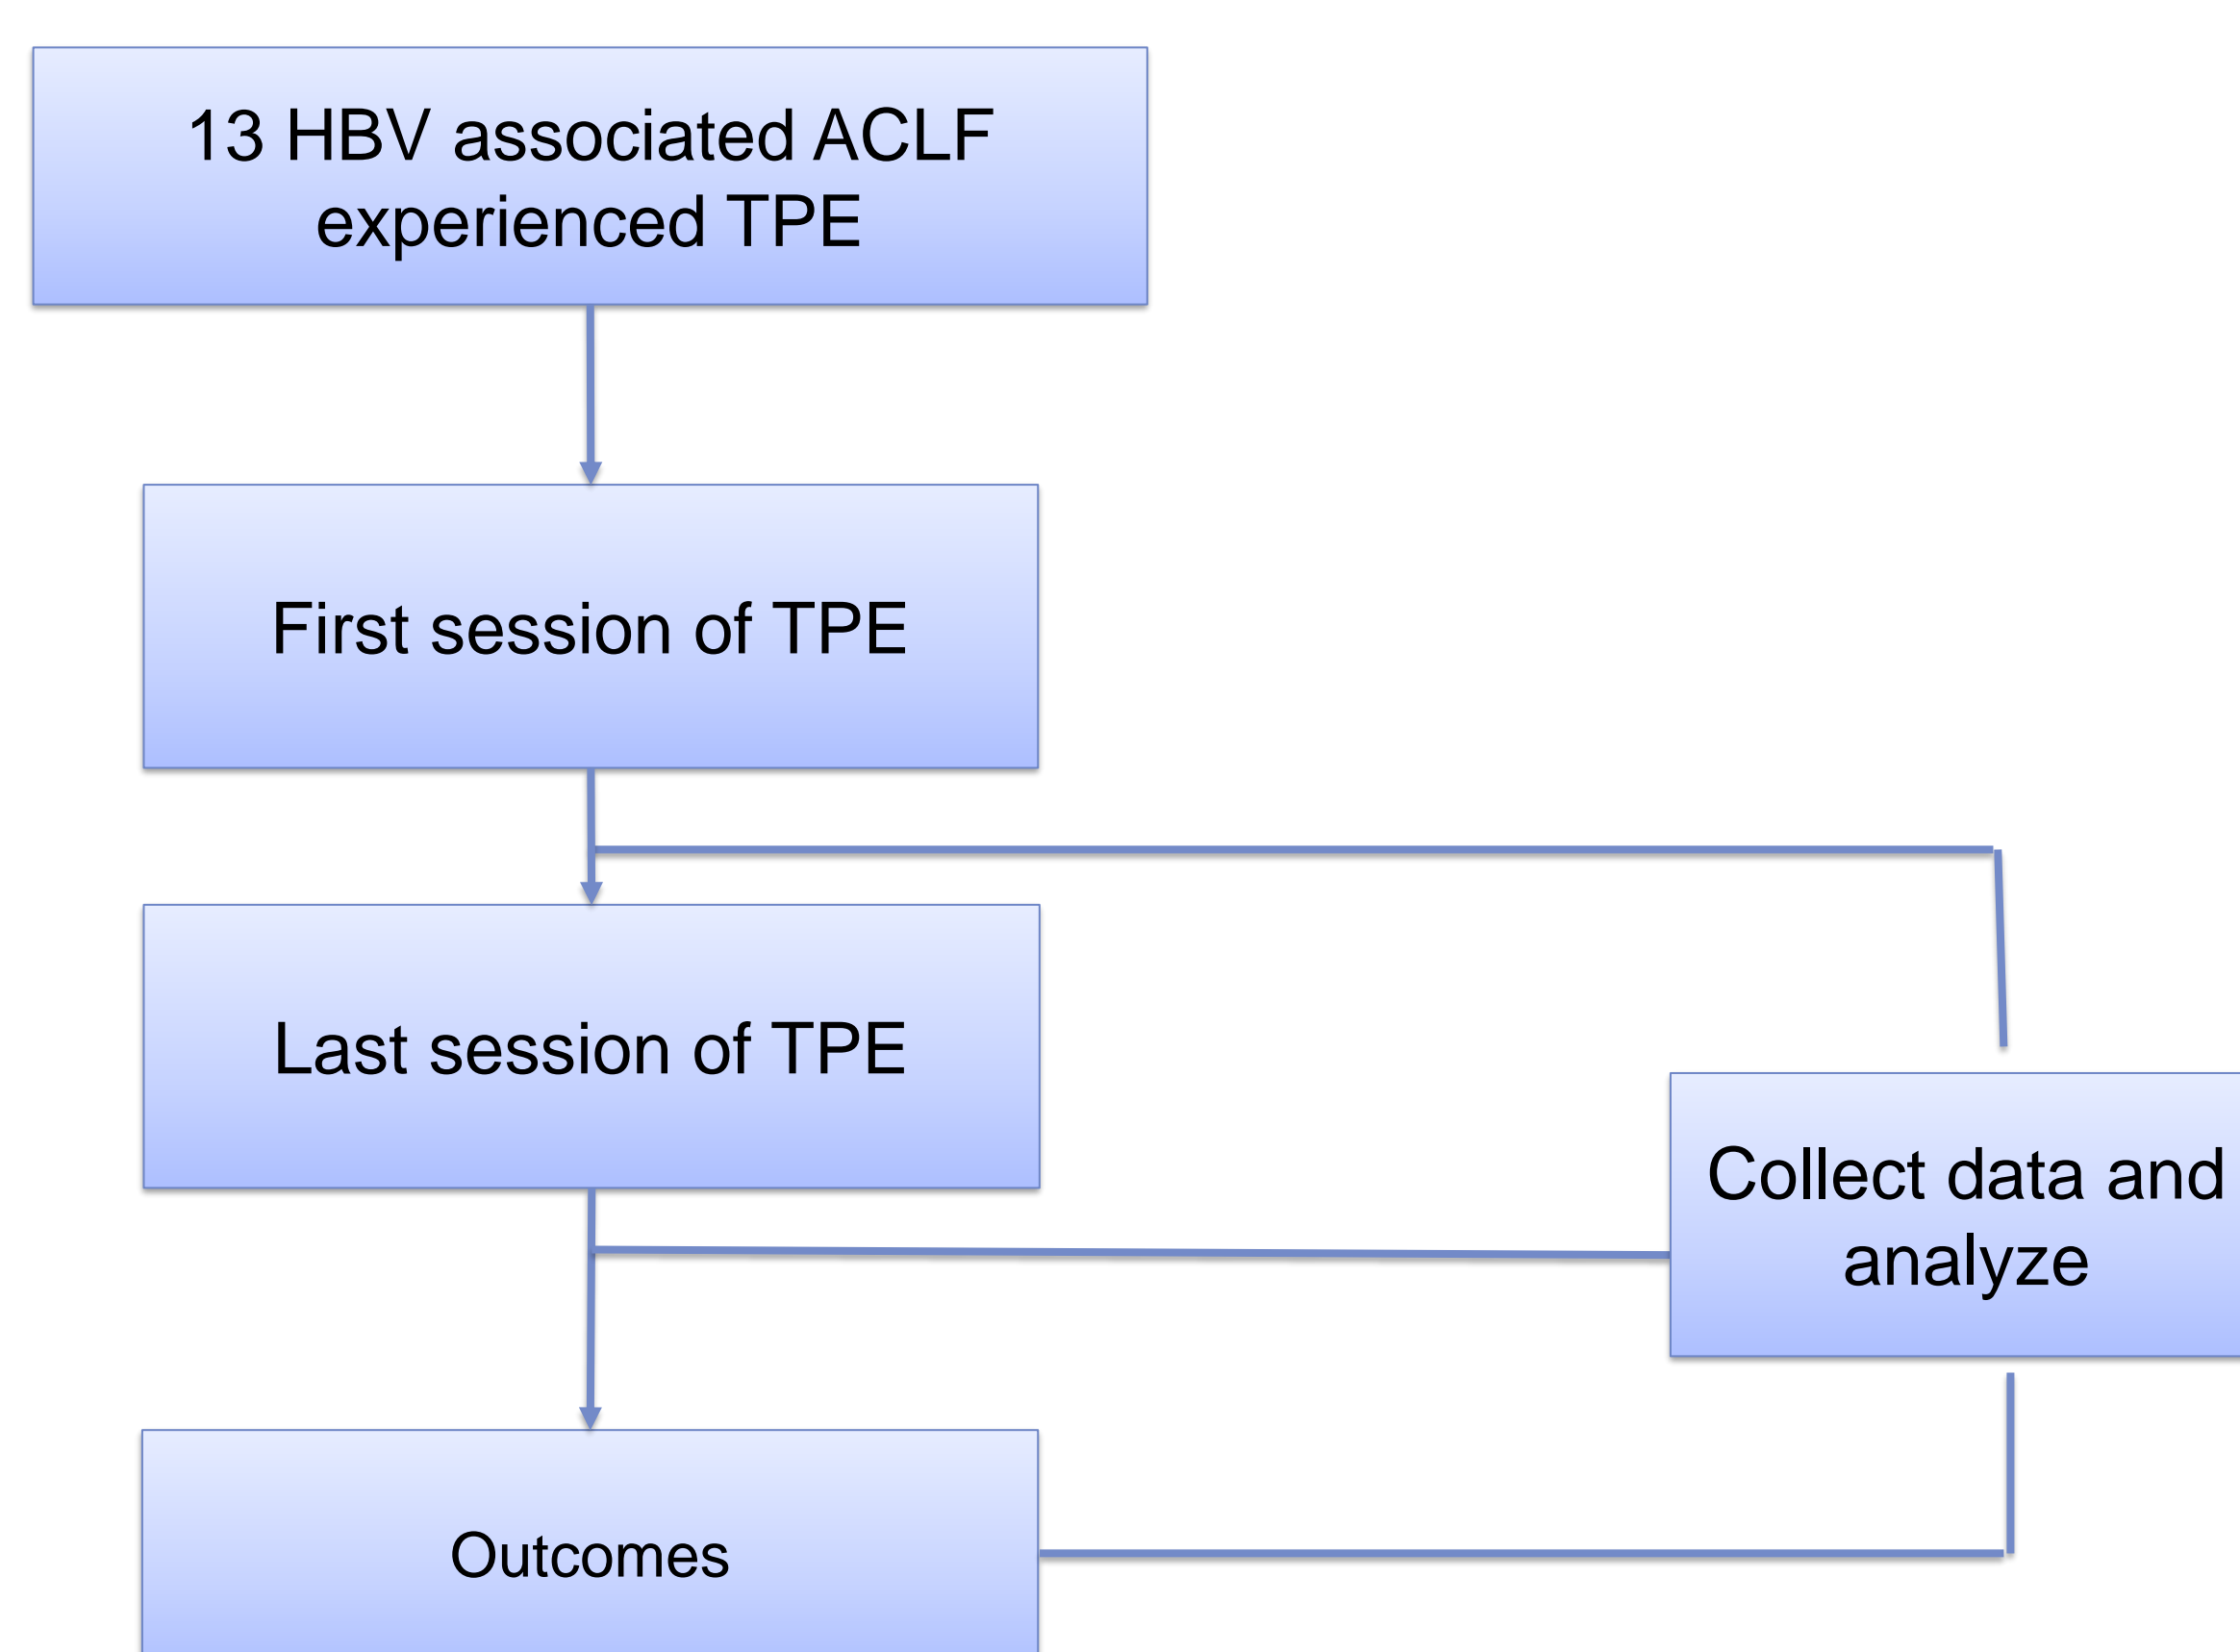 13 HBV associated ACLF
experienced TPE
First session of TPE
Last session of TPE
Collect data and
analyze
Outcomes